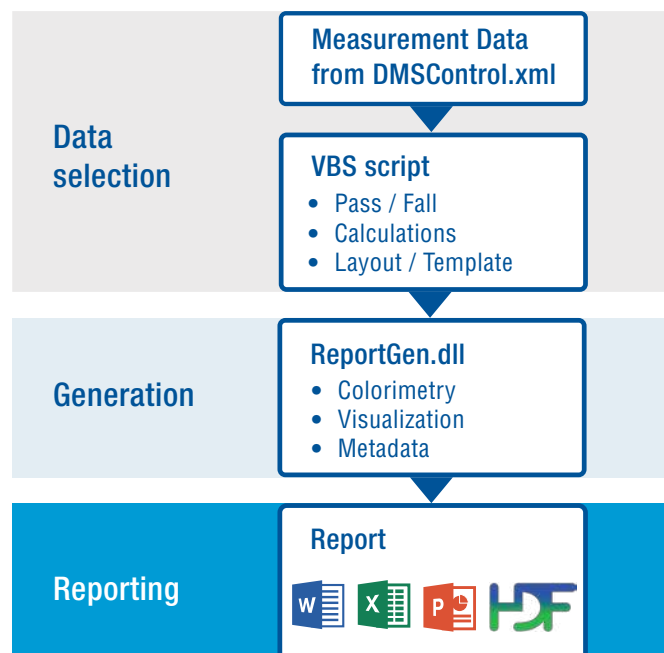 Measurement Data
from DMSControl.xml
Data
selection
VBS script
• Pass / Fall
• Calculations
• Layout / Template
Generation
ReportGen.dll
• Colorimetry
• Visualization
• Metadata
Reporting
Report
W X P HDF